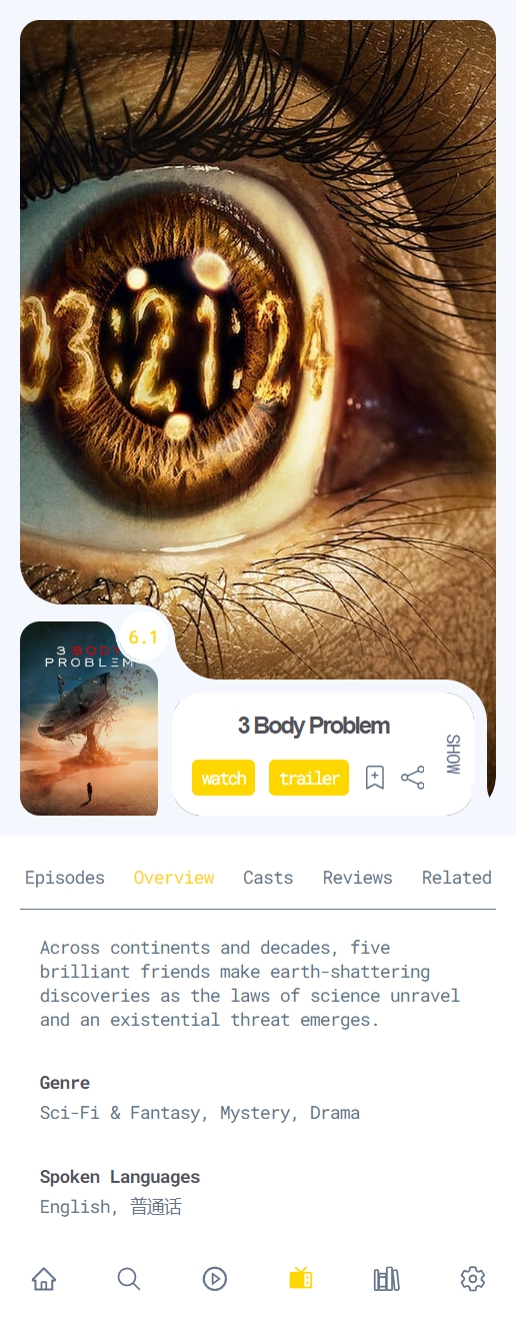 03:21:24
6.1
3 BODY
PROBLEM
3 Body Problem
watch
trailer
SHOW
Episodes Overview Casts Reviews Related
Across continents and decades, five
brilliant friends make earth-shattering
discoveries as the laws of science unravel
and an existential threat emerges.
Genre
Sci-Fi & Fantasy, Mystery, Drama
Spoken Languages
English, 普通话